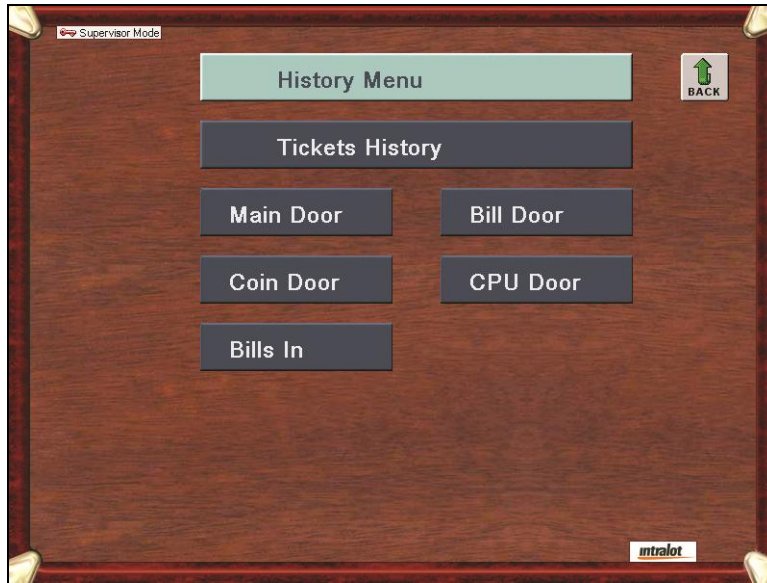 Supervisor Mode
History Menu
BACK
Tickets History
Main Door
Bill Door
Coin Door
CPU Door
Bills In
intralot